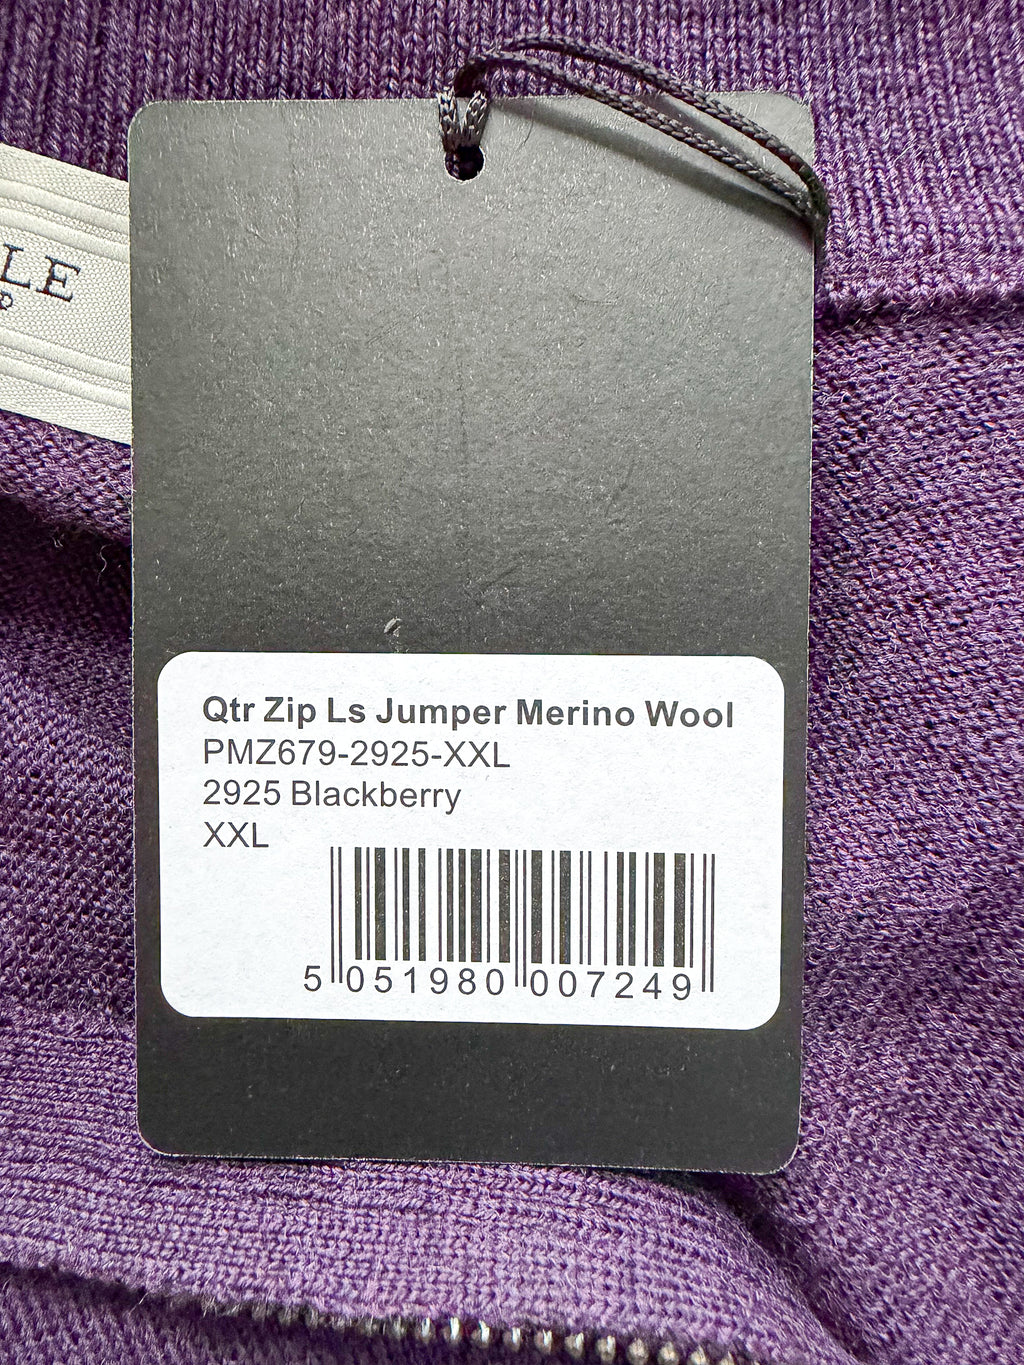 LE
Qtr Zip Ls Jumper Merino Wool
PMZ679-2925-XXL
2925 Blackberry
XXL
5 051980 007249